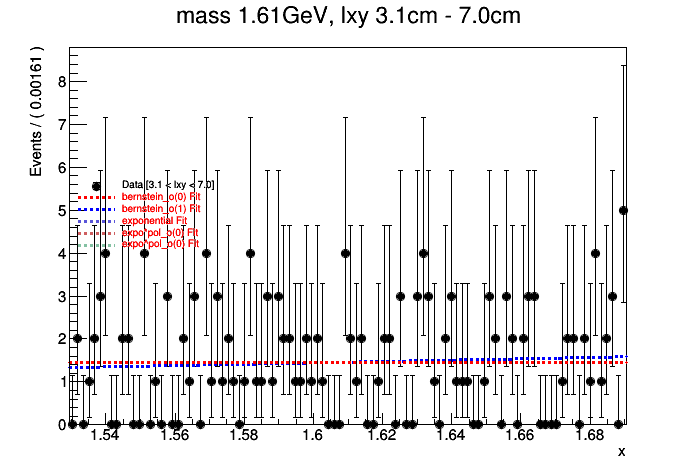 mass 1.61GeV, lxy 3.1cm - 7.0cm
Events / ( 0.00161 )
8
7
6
5
4
3
2
1
0
Data [3.1 < lxy < 7.0]
bernstein_o(0) Fit
bernstein_o(1) Fit
exponential Fit
expo*pol_o(0) Fit
expo*pol_o(0) Fit
1.54 1.56 1.58 1.6 1.62 1.64 1.66 1.68
x